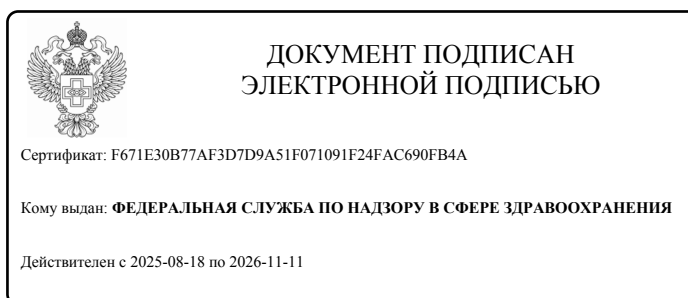 ДОКУМЕНТ ПОДПИСАН
ЭЛЕКТРОННОЙ ПОДПИСЬЮ
Сертификат: F671E30B77AF3D7D9A51F071091F24FAC690FB4A
Кому выдан: ФЕДЕРАЛЬНАЯ СЛУЖБА ПО НАДЗОРУ В СФЕРЕ ЗДРАВООХРАНЕНИЯ
Действителен с 2025-08-18 по 2026-11-11